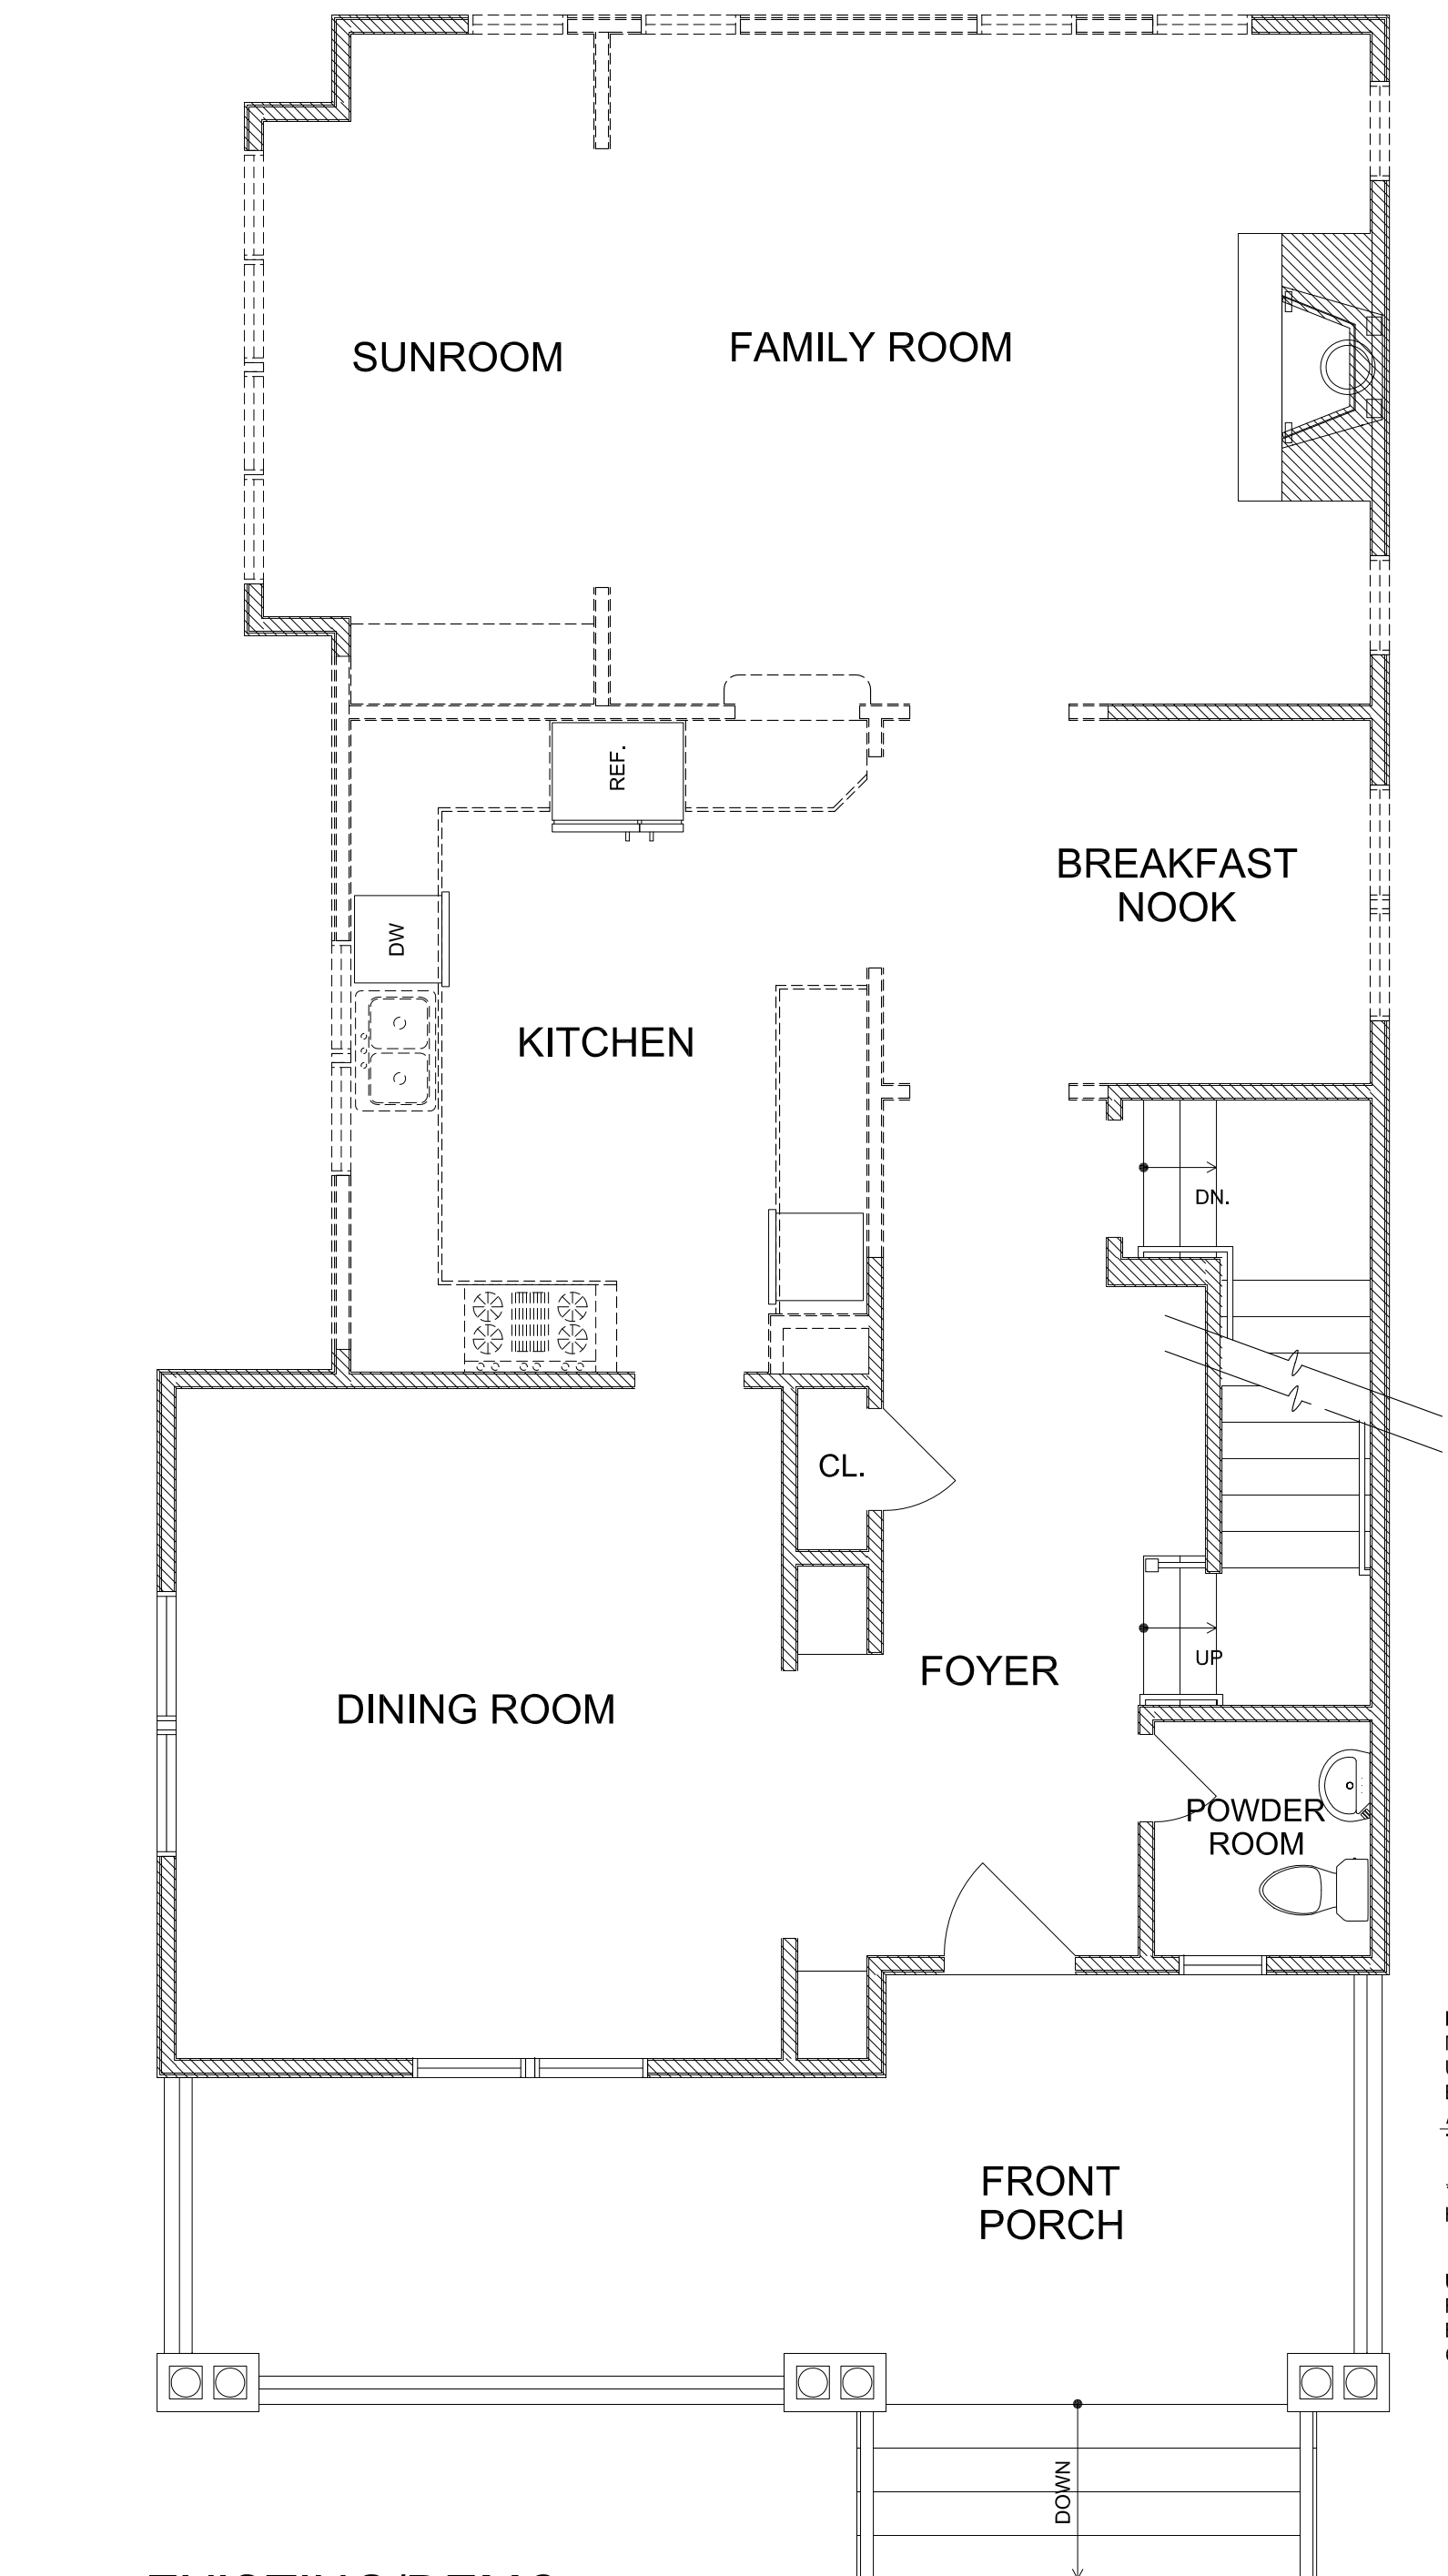 SUNROOM
FAMILY ROOM
REF.
BREAKFAST
NOOK
DW
KITCHEN
DN.
CL.
FOYER
UP
DINING ROOM
POWDER
ROOM
FRONT
PORCH
DOWN